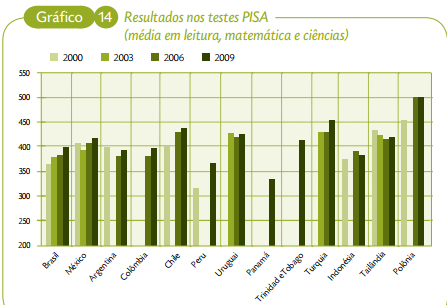 Gráfico 14 Resultados nos testes PISA
(média em leitura, matemática e ciências)
2000 2003 2006 2009
550
500
450
400
350
300
250
200
Brasil México Argentina Colômbia Chile Peru Uruguai Panamá Trinidad e Tobago Turquia Indonésia Tailândia Polônia